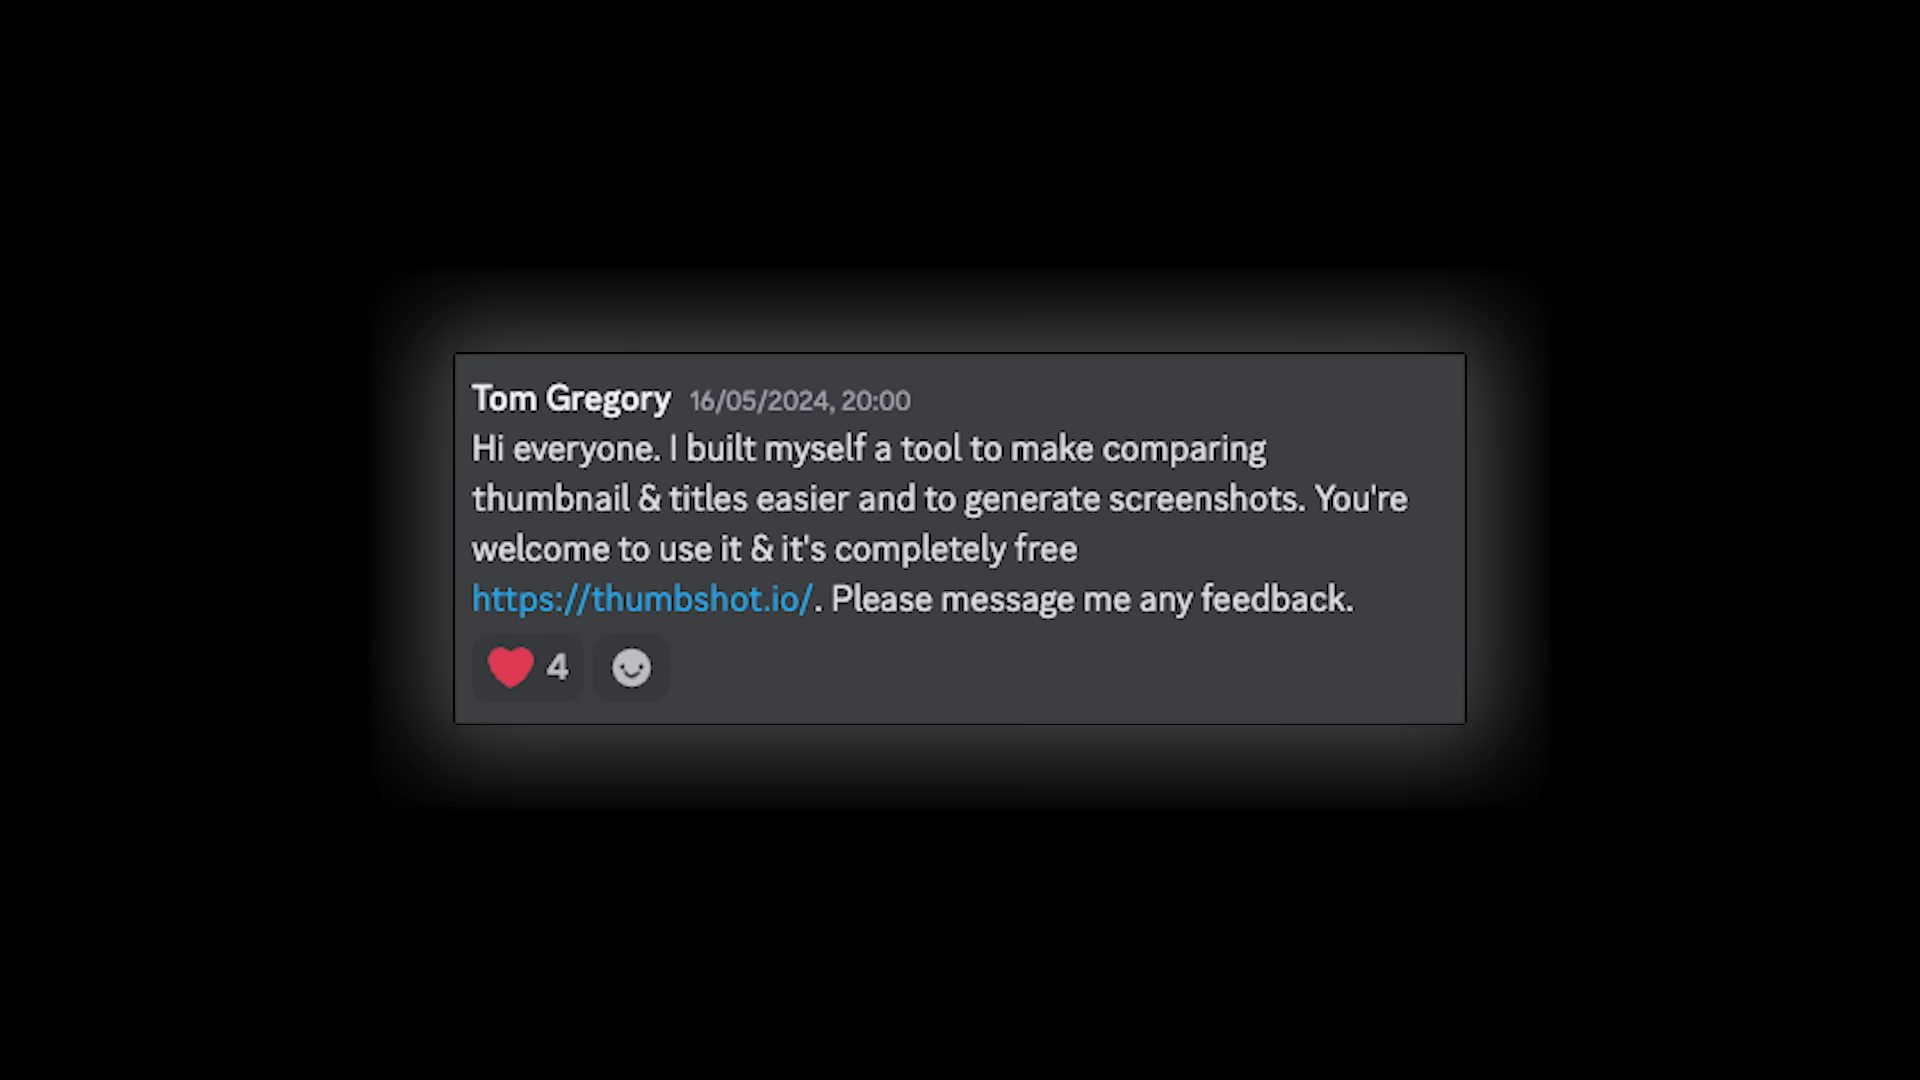 Tom Gregory 16/05/2024, 20:00
Hi everyone. I built myself a tool to make comparing
thumbnail & titles easier and to generate screenshots. You're
welcome to use it & it's completely free
https://thumbshot.io/. Please message me any feedback.
4